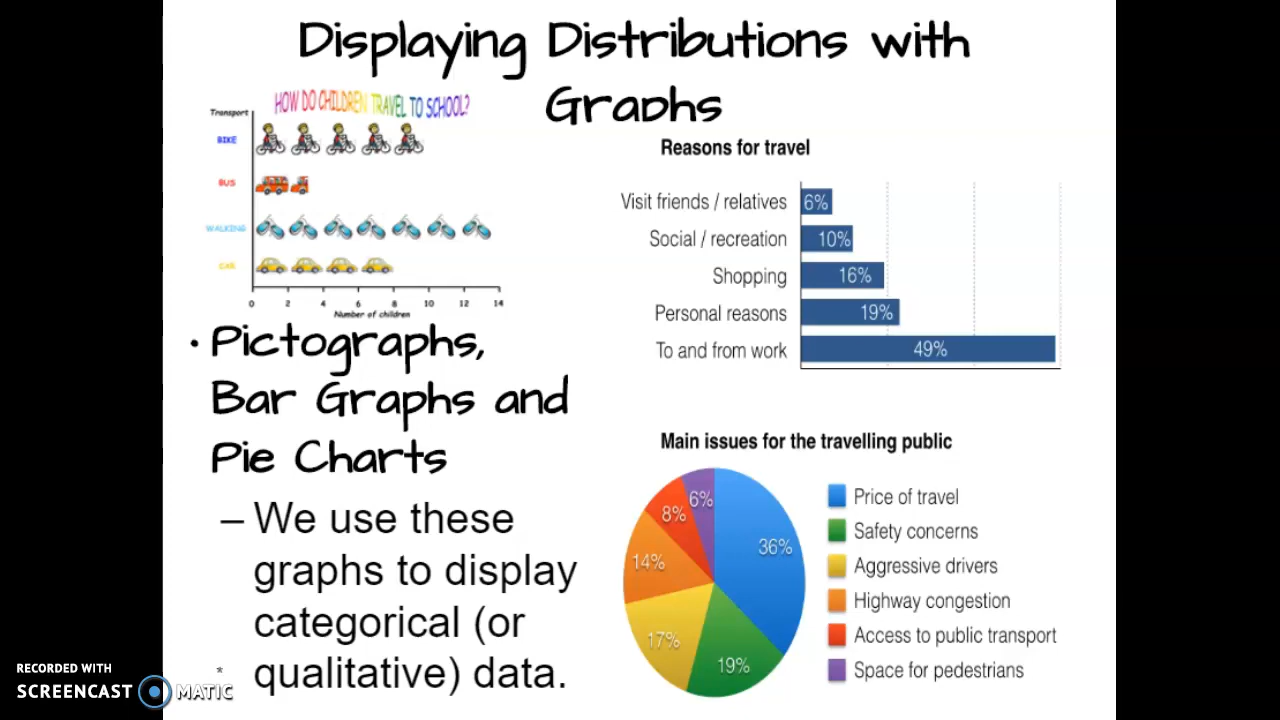 Displaying Distributions with
Graphs
HOW DO CHILDREN TRAVEL TO SCHOOL?
Transport
BIKE
BUS
WALKING
CAR
0 2 4 6 8 10 12 14
Number of children
• Pictographs,
Bar Graphs and
Pie Charts
– We use these
graphs to display
categorical (or
qualitative) data.
*
Reasons for travel
Visit friends / relatives 6%
Social / recreation 10%
Shopping 16%
Personal reasons 19%
To and from work 49%
Main issues for the travelling public
36%
19%
17%
14%
8%
6%
Price of travel
Safety concerns
Aggressive drivers
Highway congestion
Access to public transport
Space for pedestrians
RECORDED WITH
SCREENCAST MATIC